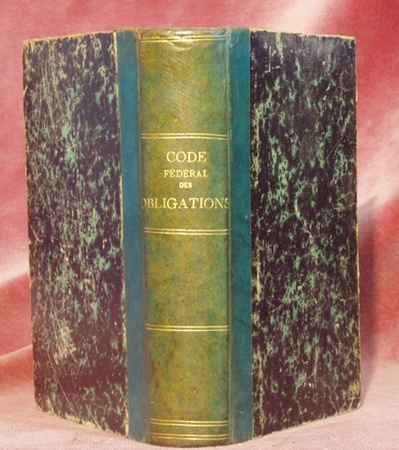 CODE
FÉDÉRAL
DES
OBLIGATIONS